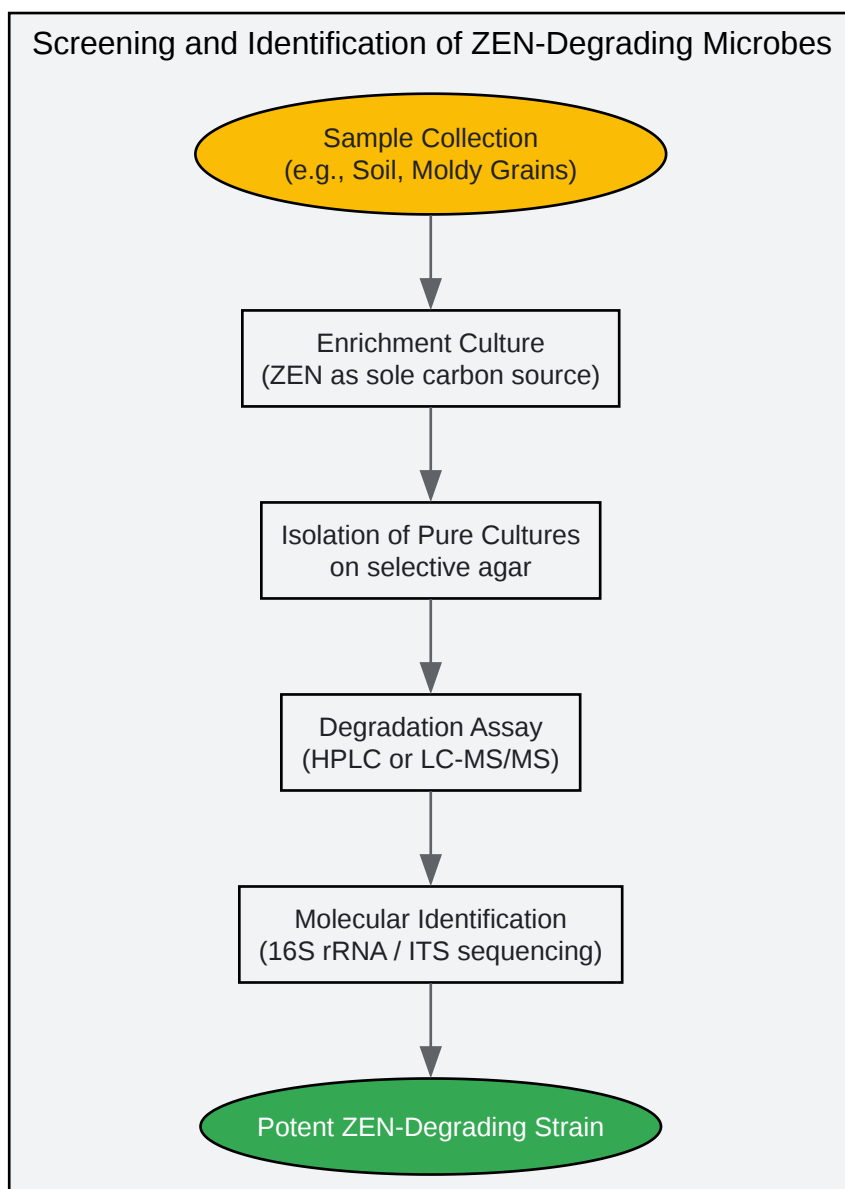 Screening and Identification of ZEN-Degrading Microbes
Sample Collection
(e.g., Soil, Moldy Grains)
Enrichment Culture
(ZEN as sole carbon source)
Isolation of Pure Cultures
on selective agar
Degradation Assay
(HPLC or LC-MS/MS)
Molecular Identification
(16S rRNA / ITS sequencing)
Potent ZEN-Degrading Strain